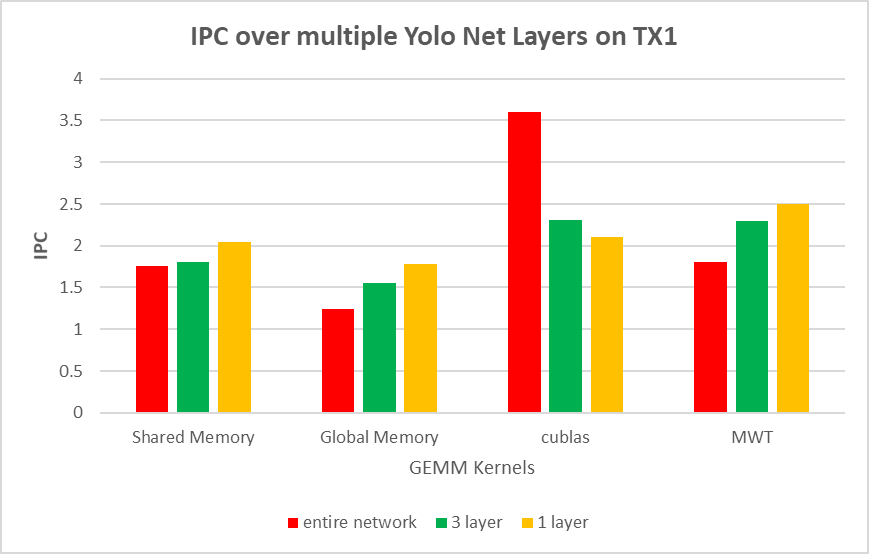 IPC over multiple Yolo Net Layers on TX1
4
3.5
3
2.5
2
1.5
1
0.5
0
IPC
Shared Memory Global Memory cublas MWT
GEMM Kernels
entire network 3 layer 1 layer